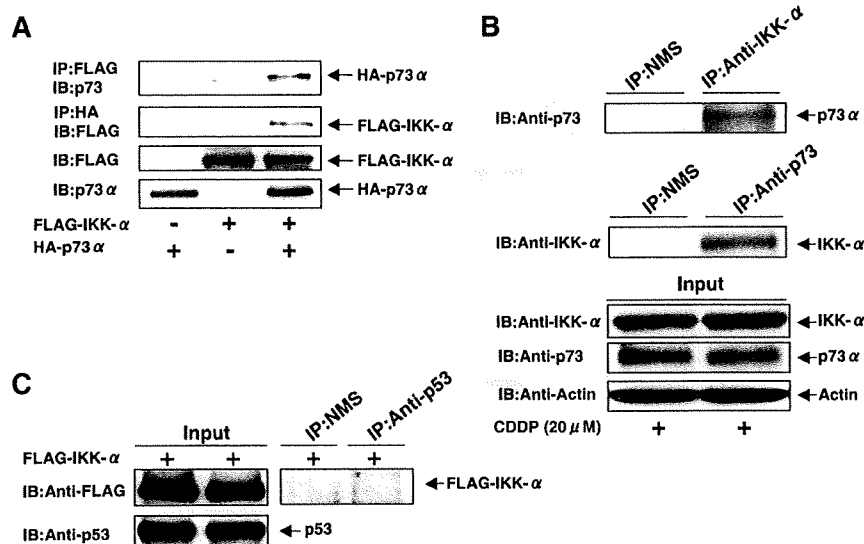 A
IP:FLAG
IB:p73
← HA-p73α
IP:HA
IB:FLAG
← FLAG-IKK-α
IB:FLAG
← FLAG-IKK-α
IB:p73α
← HA-p73α
FLAG-IKK-α - + +
HA-p73α + - +
B
IP:NMS IP:Anti-IKK-α
IB:Anti-p73 ← p73α
IP:NMS IP:Anti-p73
IB:Anti-IKK-α ← IKK-α
Input
IB:Anti-IKK-α ← IKK-α
IB:Anti-p73 ← p73α
IB:Anti-Actin ← Actin
CDDP (20 μM) + +
C
Input IP:NMS IP:Anti-p53
FLAG-IKK-α + + + +
IB:Anti-FLAG ← FLAG-IKK-α
IB:Anti-p53 ← p53